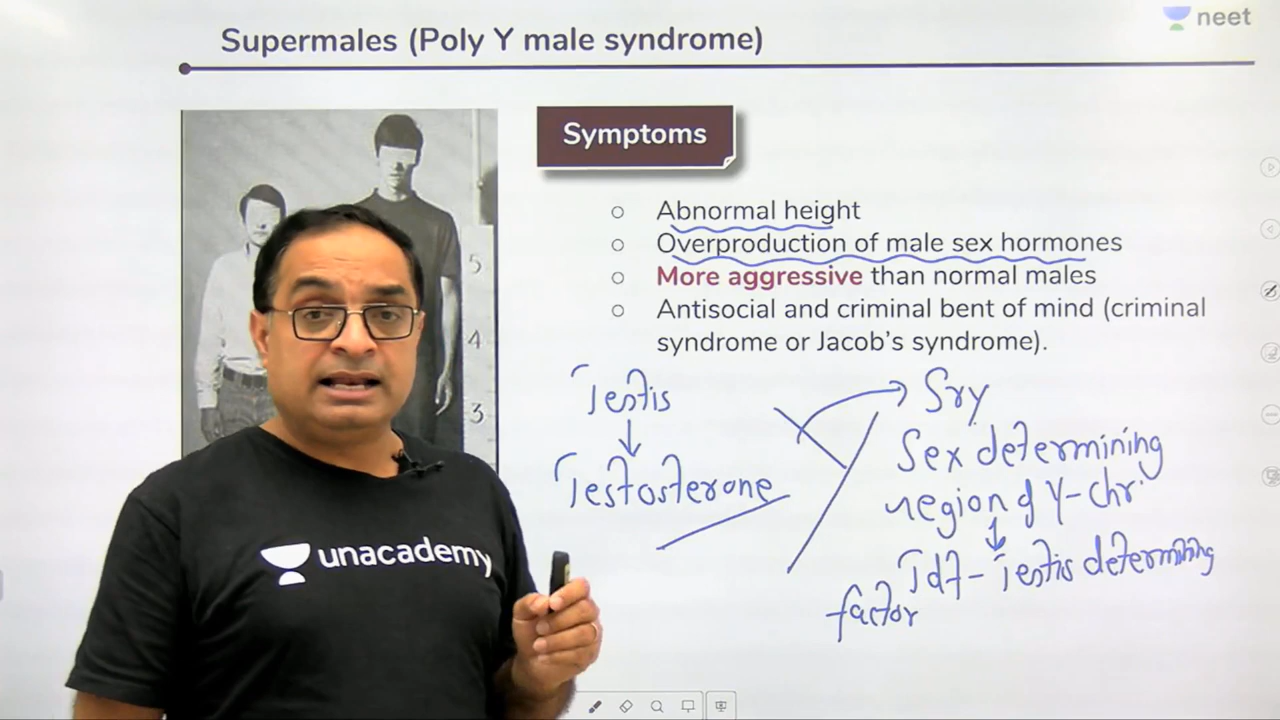 Supermales (Poly Y male syndrome)
neet
Symptoms
Abnormal height
Overproduction of male sex hormones
More aggressive than normal males
Antisocial and criminal bent of mind (criminal
syndrome or Jacob's syndrome).
5
4
3
Testis
Testosterone
Sry
Sex determining
region of Y-chr.
Tdf - Testis determining
factor
unacademy